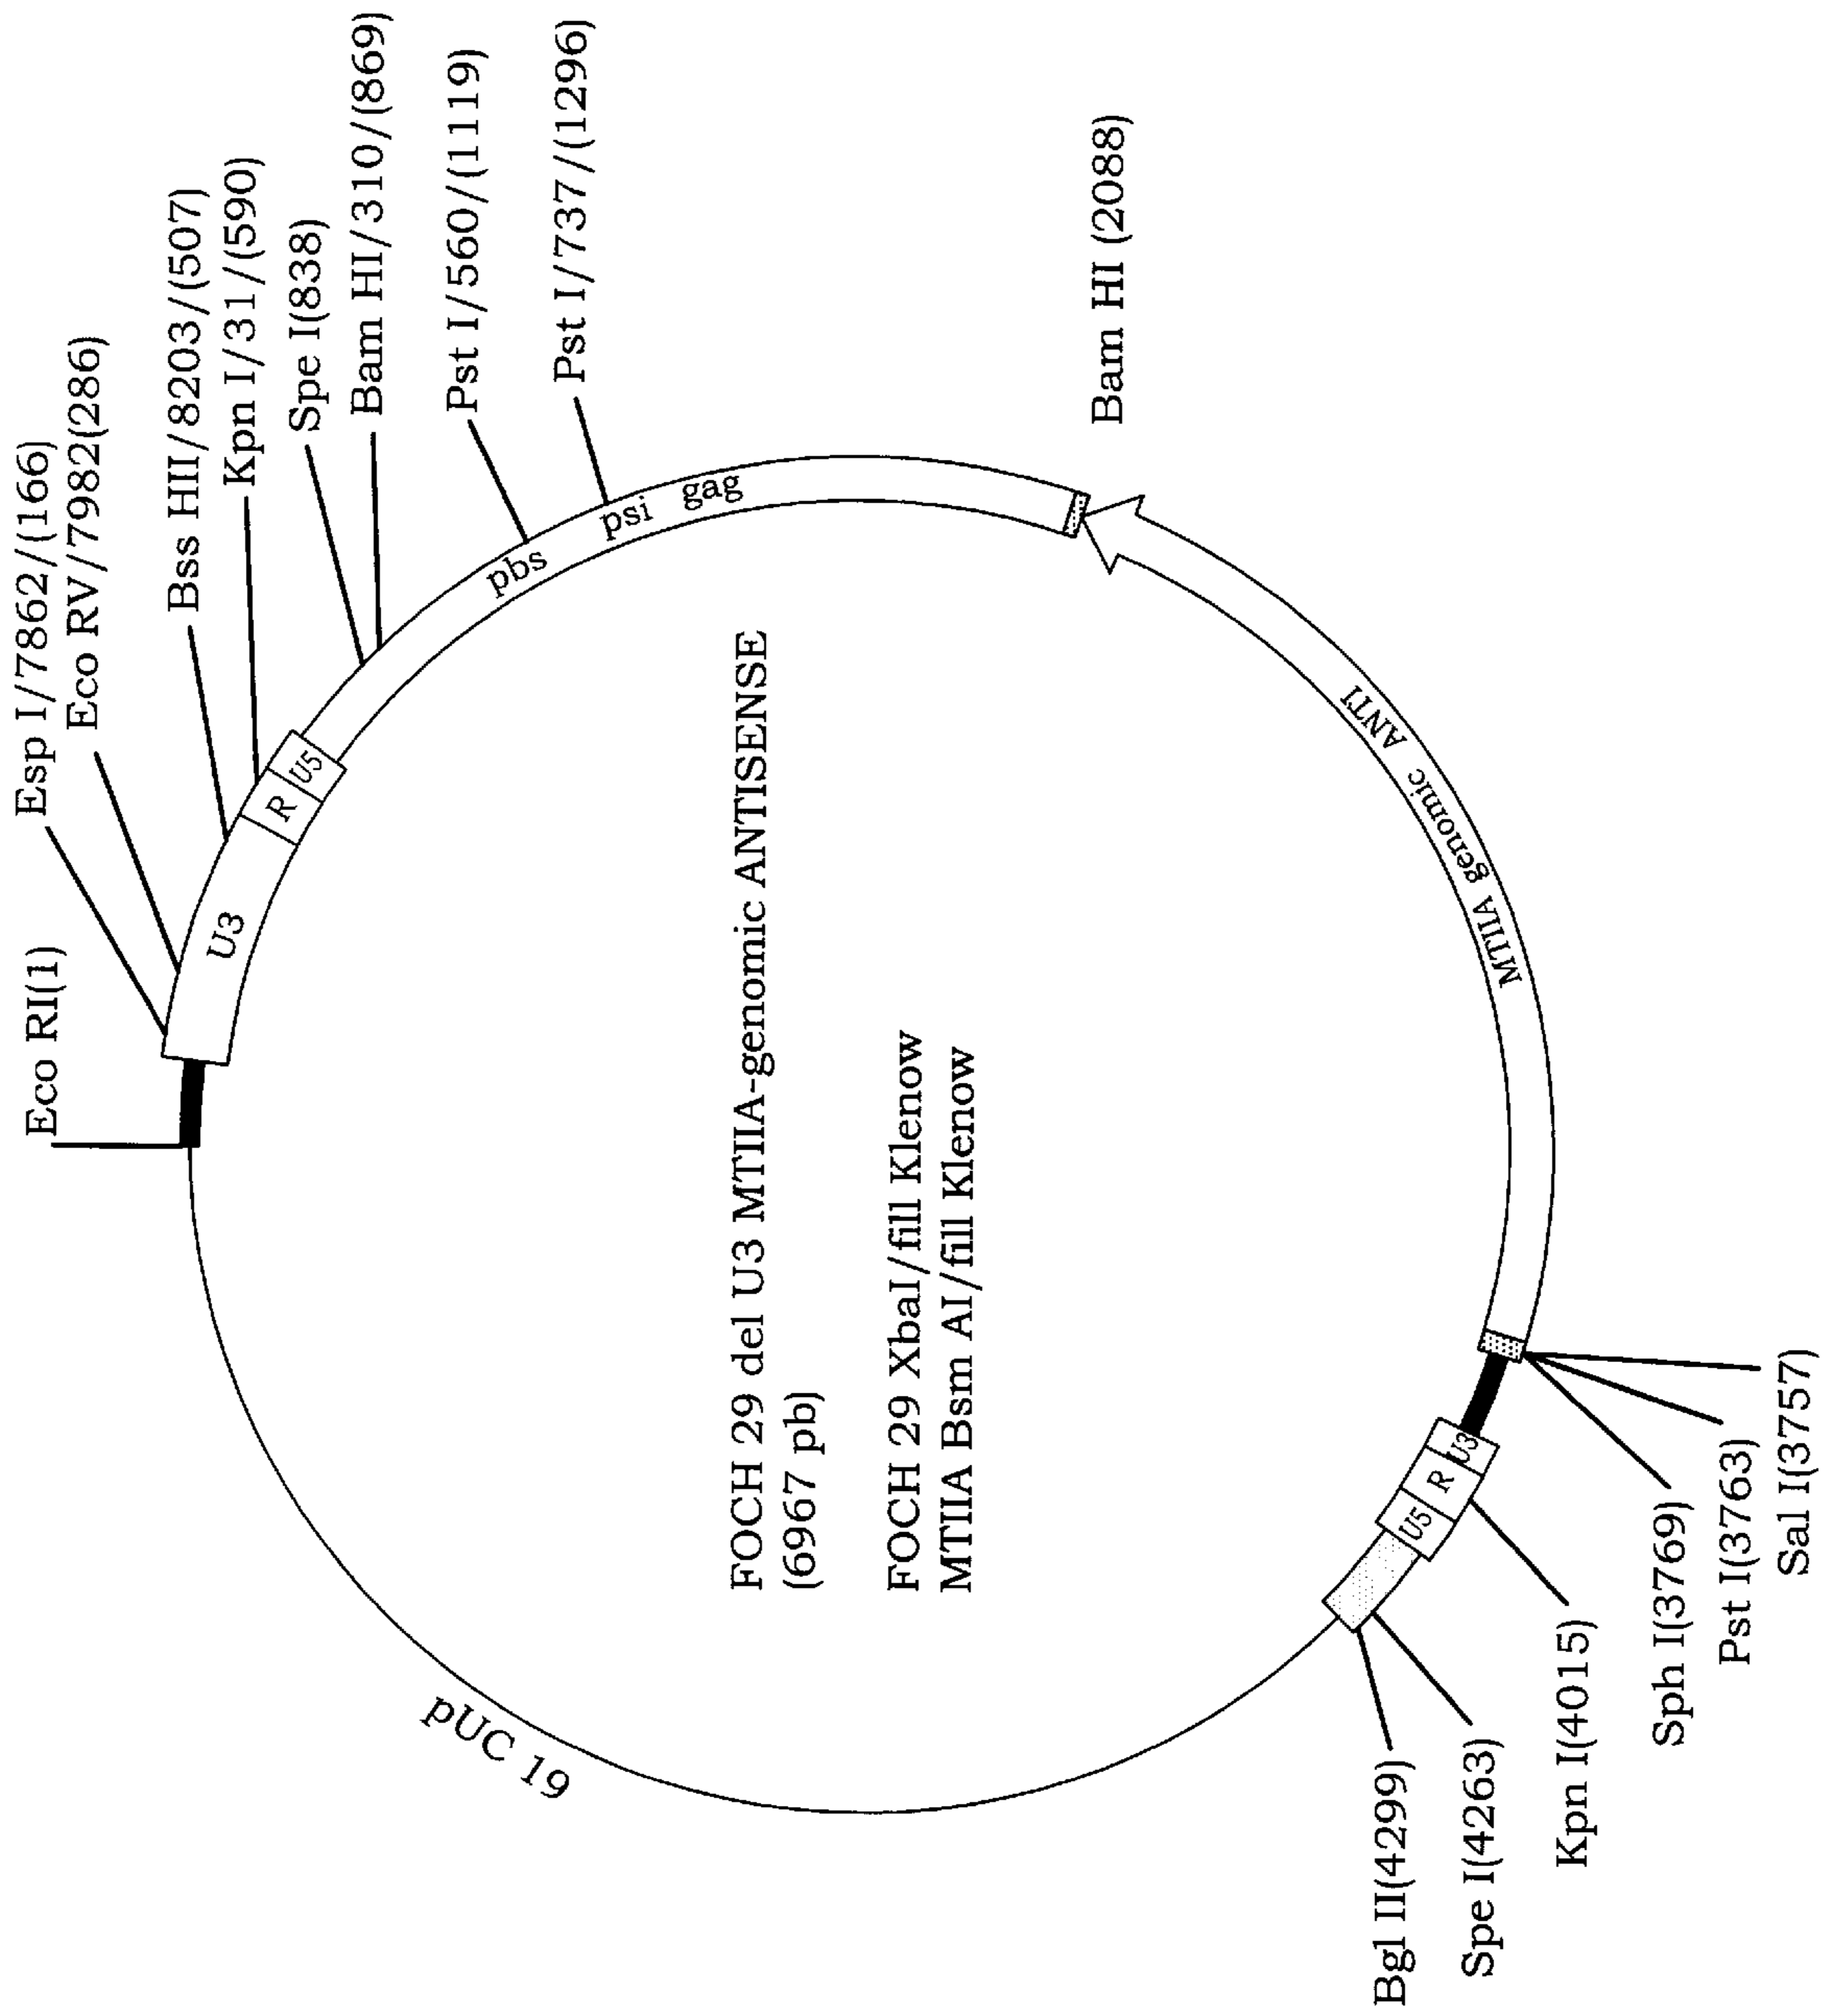 Eco RI(1)
Esp I/7862/(166)
Eco RV/7982(286)
Bss HII/8203/(507)
Kpn I/31/(590)
Spe I(838)
Bam HI/310/(869)
Pst I/560/(1119)
Pst I/737/(1296)
Bam HI (2088)
U3
R
U5
pbs
psi
gag
MTIIA genomic ANTI
FOCH 29 del U3 MTIIA-genomic ANTISENSE
(6967 pb)
FOCH 29 XbaI/fill Klenow
MTIIA Bsm AI/fill Klenow
Sal I(3757)
Pst I(3763)
Sph I(3769)
U3
R
U5
Kpn I(4015)
Spe I(4263)
Bgl II(4299)
pUC 19